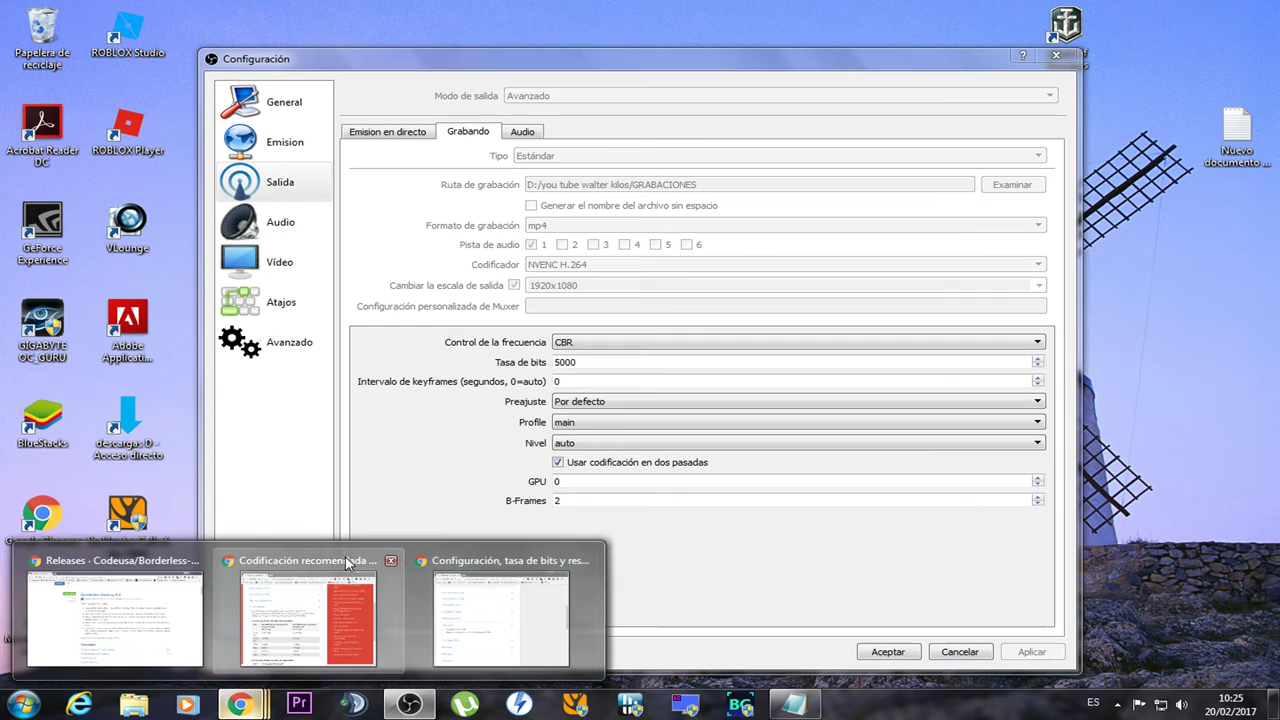 Papelera de
reciclaje
ROBLOX Studio
Acrobat Reader
DC
ROBLOX Player
GeForce
Experience
VLounge
GIGABYTE
OC_GURU
Adobe
Applicati...
BlueStacks
descargas D -
Acceso directo
Nuevo
documento ...
Configuración
?
General
Emision
Salida
Audio
Vídeo
Atajos
Avanzado
Modo de salida Avanzado
Emision en directo Grabando Audio
Tipo Estándar
Ruta de grabación D:/you tube walter kilos/GRABACIONES Examinar
Generar el nombre del archivo sin espacio
Formato de grabación mp4
Pista de audio 1 2 3 4 5 6
Codificador NVENC H.264
Cambiar la escala de salida 1920x1080
Configuración personalizada de Muxer
Control de la frecuencia CBR
Tasa de bits 5000
Intervalo de keyframes (segundos, 0=auto) 0
Preajuste Por defecto
Profile main
Nivel auto
Usar codificación en dos pasadas
GPU 0
B-Frames 2
Aceptar Cancelar
Releases · Codeusa/Borderless-... Codificación recomendada ... Configuración, tasa de bits y res...
Pr
BG
ES
10:25
20/02/2017